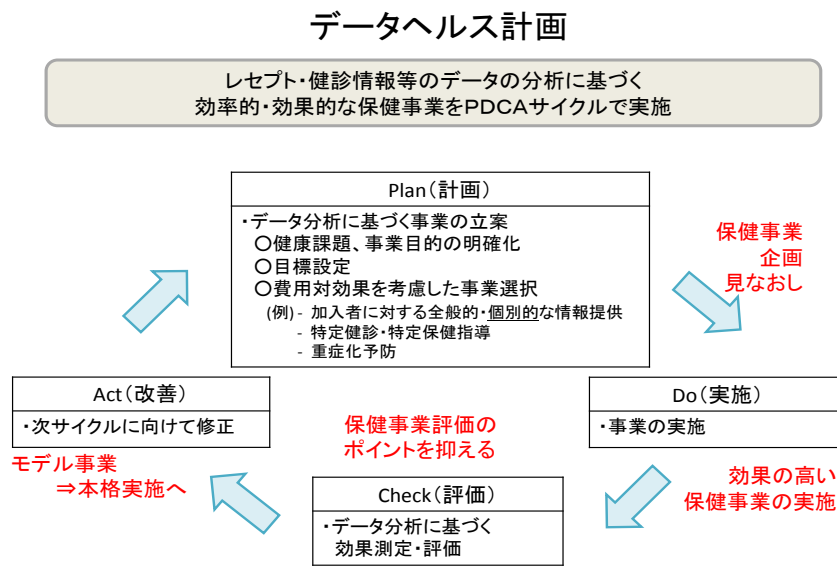 データヘルス計画
レセプト・健診情報等のデータの分析に基づく
効率的・効果的な保健事業をPDCAサイクルで実施
Plan(計画)
・データ分析に基づく事業の立案
○健康課題、事業目的の明確化
○目標設定
○費用対効果を考慮した事業選択
(例)- 加入者に対する全般的・個別的な情報提供
- 特定健診・特定保健指導
- 重症化予防
保健事業
企画
見なおし
Act(改善)
・次サイクルに向けて修正
Do(実施)
・事業の実施
保健事業評価の
ポイントを抑える
モデル事業
⇒本格実施へ
効果の高い
保健事業の実施
Check(評価)
・データ分析に基づく
効果測定・評価